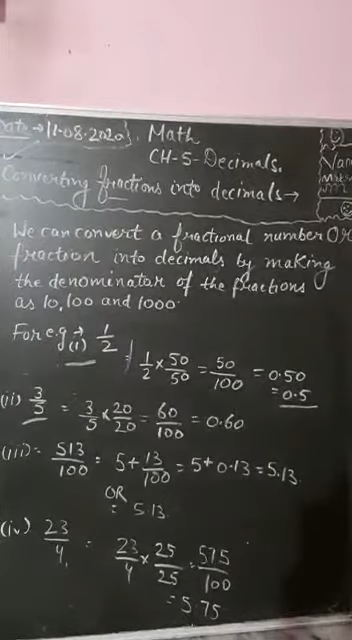 Date → 11-08-2020}. Math
CH-5-Decimals.
Converting fractions into decimals →
We can convert a fractional number OR
fraction into decimals by making
the denominator of the fractions
as 10, 100 and 1000.
For e.g → (i) 1/2
= 1/2 × 50/50 = 50/100 = 0.50
= 0.5
(ii) 3/5 = 3/5 × 20/20 = 60/100 = 0.60
(iii) = 513/100 = 5 + 13/100 = 5 + 0.13 = 5.13
OR
= 5.13
(iv) 23/4 = 23/4 × 25/25 = 575/100
= 5.75